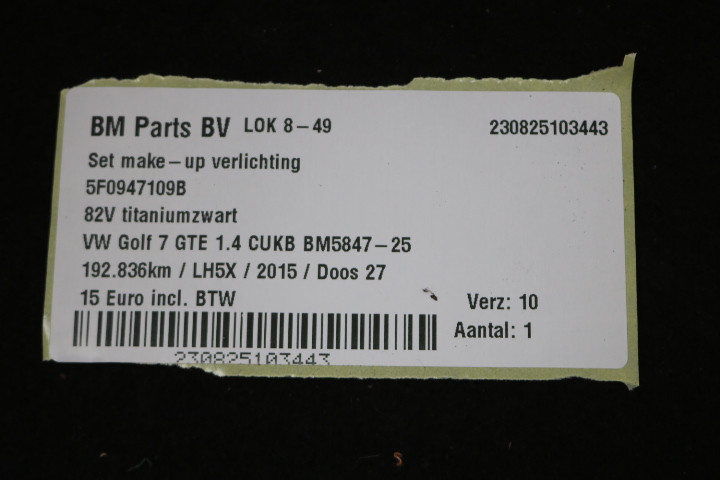 BM Parts BV LOK 8-49 230825103443
Set make-up verlichting
5F0947109B
82V titaniumzwart
VW Golf 7 GTE 1.4 CUKB BM5847-25
192.836km / LH5X / 2015 / Doos 27
15 Euro incl. BTW Verz: 10
Aantal: 1
230825103443